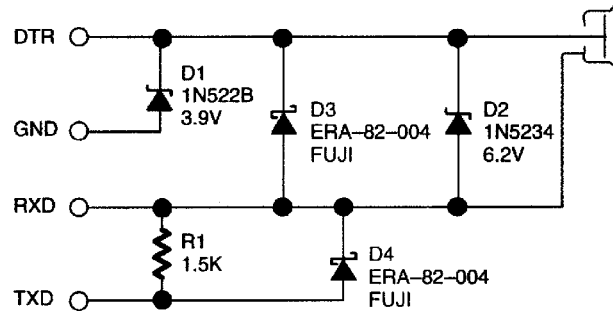 DTR
D1
1N522B
3.9V
GND
D3
ERA-82-004
FUJI
D2
1N5234
6.2V
RXD
R1
1.5K
D4
ERA-82-004
FUJI
TXD